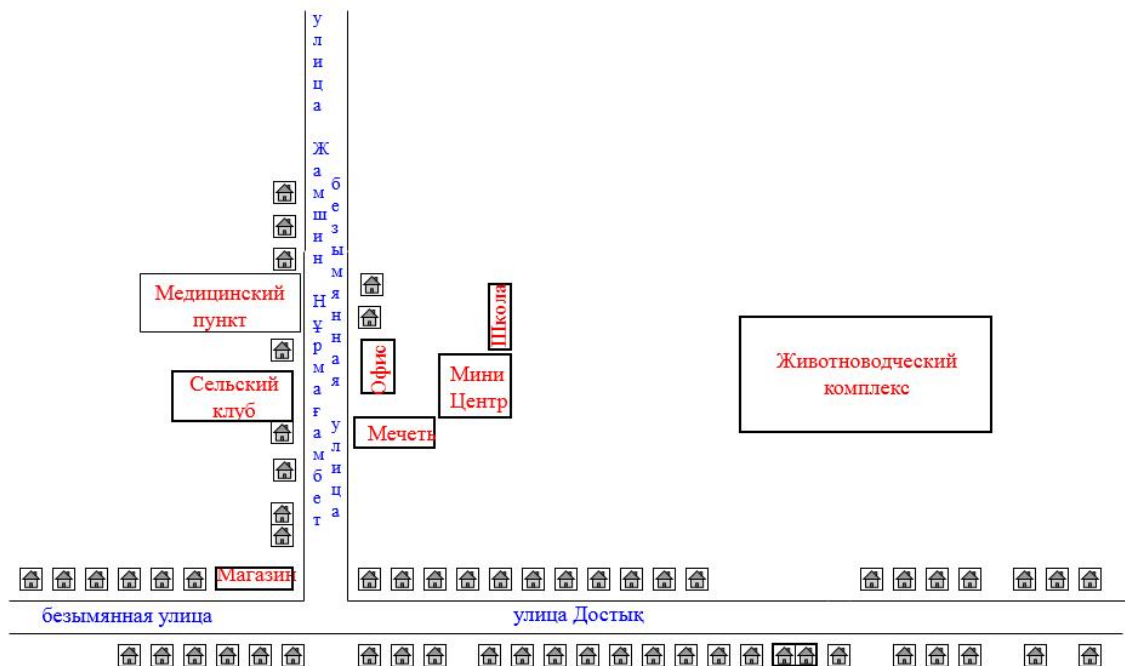 улица Жамшин Нұрмағамбет
безымянная улица
Медицинский
пункт
Школа
Офис
Животноводческий
комплекс
Сельский
клуб
Мини
Центр
Мечеть
Магазин
безымянная улица
улица Достық